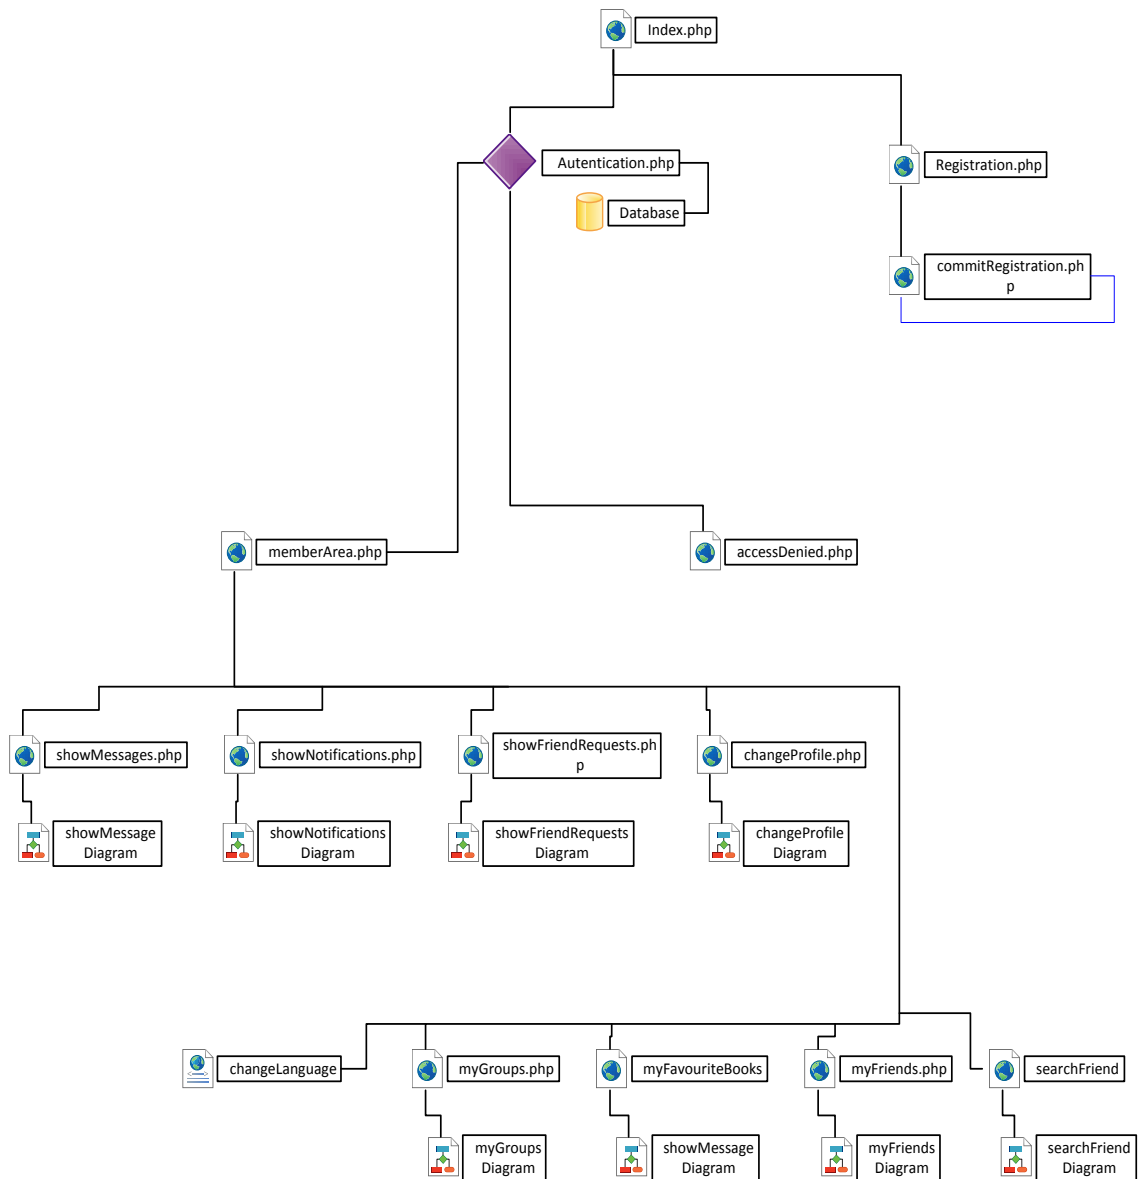 Index.php
Autentication.php
Registration.php
Database
commitRegistration.ph
p
memberArea.php
accessDenied.php
showMessages.php
showNotifications.php
showFriendRequests.ph
p
changeProfile.php
showMessage
Diagram
showNotifications
Diagram
showFriendRequests
Diagram
changeProfile
Diagram
changeLanguage
myGroups.php
myFavouriteBooks
myFriends.php
searchFriend
myGroups
Diagram
showMessage
Diagram
myFriends
Diagram
searchFriend
Diagram